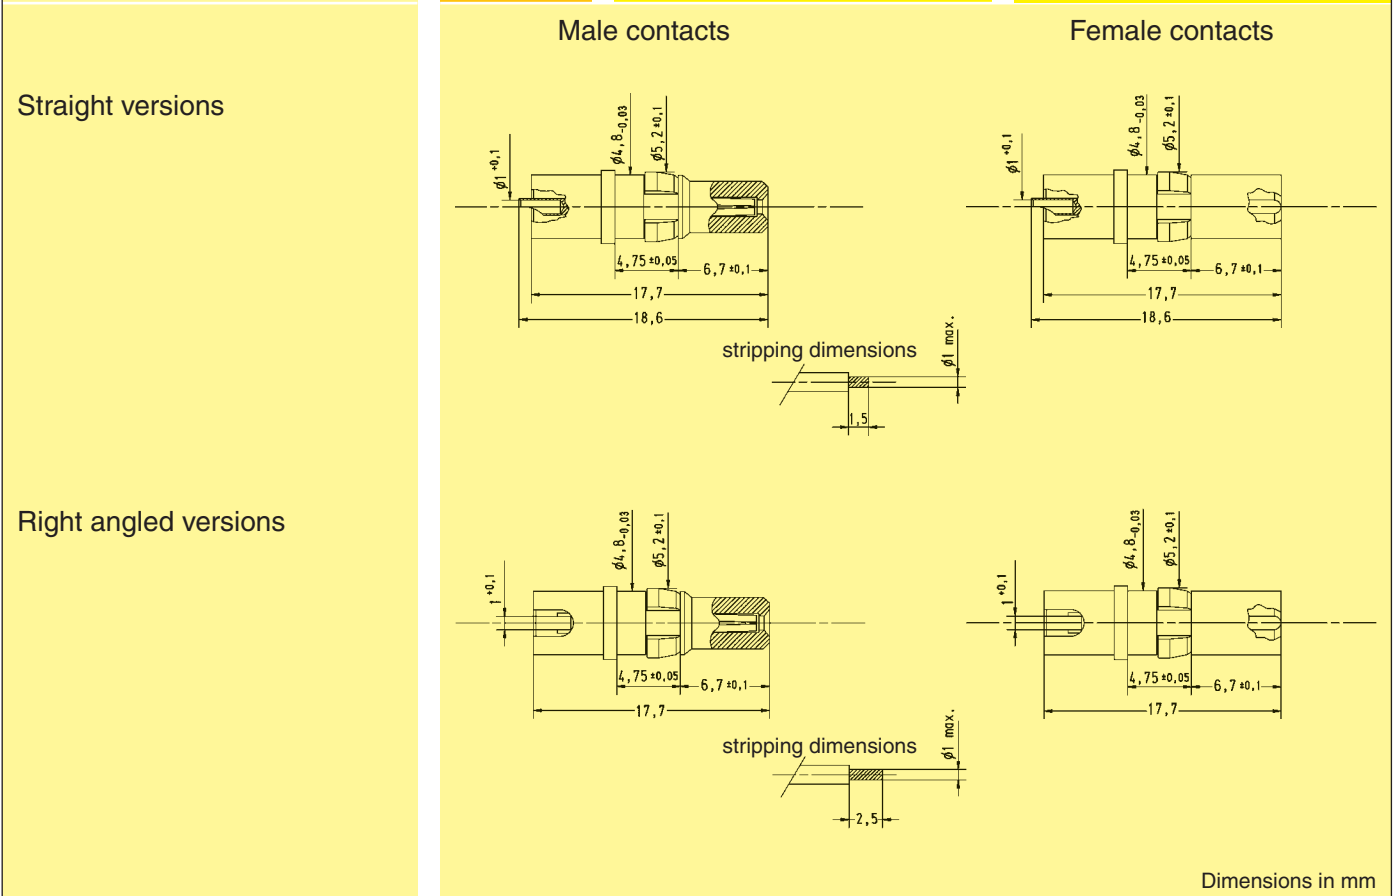 Male contacts
Female contacts
Straight versions
ø1 +0,1
ø4,8 -0,03
ø5,2 ±0,1
4,75 ±0,05
6,7 ±0,1
17,7
18,6
ø1 +0,1
ø4,8 -0,03
ø5,2 ±0,1
4,75 ±0,05
6,7 ±0,1
17,7
18,6
stripping dimensions
ø1 max.
1,5
Right angled versions
1 +0,1
ø4,8 -0,03
ø5,2 ±0,1
4,75 ±0,05
6,7 ±0,1
17,7
1 +0,1
ø4,8 -0,03
ø5,2 ±0,1
4,75 ±0,05
6,7 ±0,1
17,7
stripping dimensions
ø1 max.
2,5
Dimensions in mm